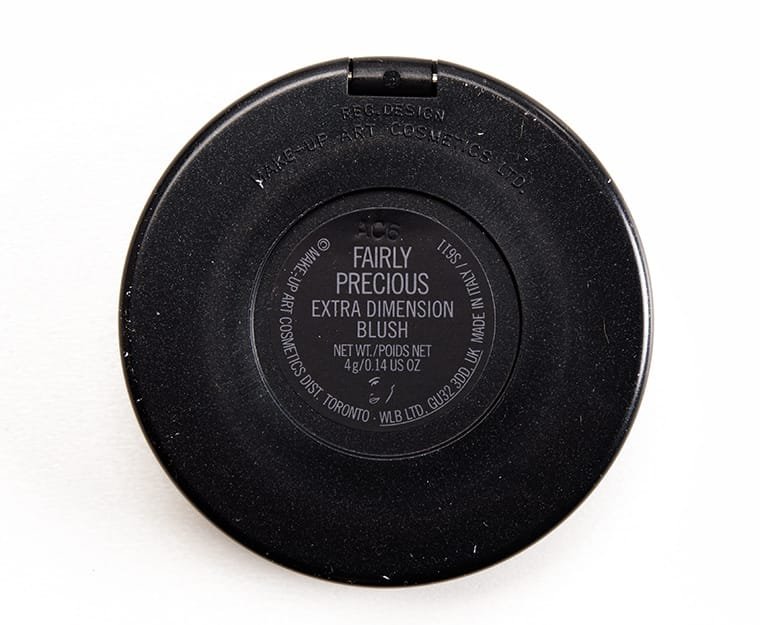 REG.DESIGN
MAKE-UP ART COSMETICS LTD.
AC6
FAIRLY
PRECIOUS
EXTRA DIMENSION
BLUSH
NET WT./POIDS NET
4g/0.14 US OZ
© MAKE-UP ART COSMETICS DIST. TORONTO · WLB LTD. GU32 3DD, UK MADE IN ITALY / S611